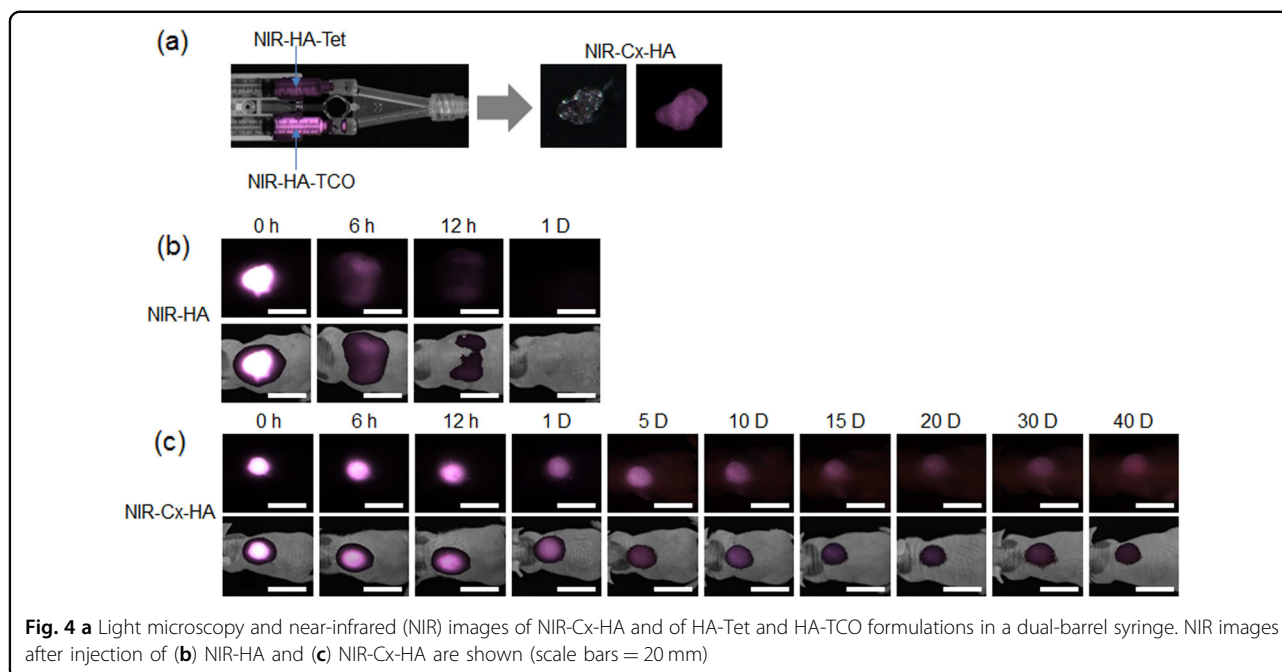 (a)
NIR-HA-Tet
NIR-Cx-HA
NIR-HA-TCO
(b)
0 h 6 h 12 h 1 D
NIR-HA
(c)
0 h 6 h 12 h 1 D 5 D 10 D 15 D 20 D 30 D 40 D
NIR-Cx-HA
Fig. 4 a Light microscopy and near-infrared (NIR) images of NIR-Cx-HA and of HA-Tet and HA-TCO formulations in a dual-barrel syringe. NIR images
after injection of (b) NIR-HA and (c) NIR-Cx-HA are shown (scale bars = 20 mm)